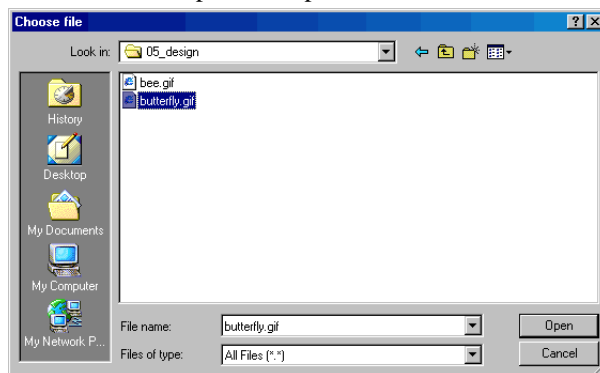 Choose file
Look in:
05_design
bee.gif
butterfly.gif
History
Desktop
My Documents
My Computer
My Network P...
File name:
butterfly.gif
Open
Files of type:
All Files (*.*)
Cancel